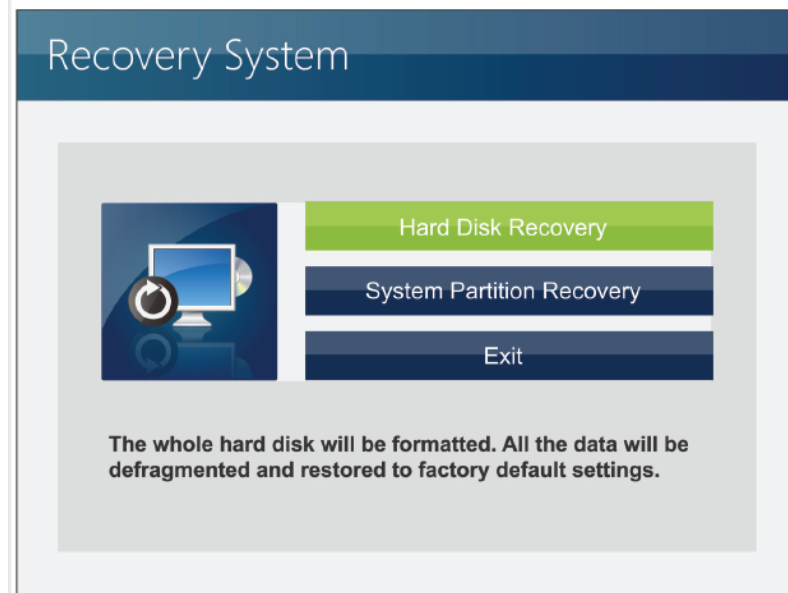 Recovery System
Hard Disk Recovery
System Partition Recovery
Exit
The whole hard disk will be formatted. All the data will be
defragmented and restored to factory default settings.